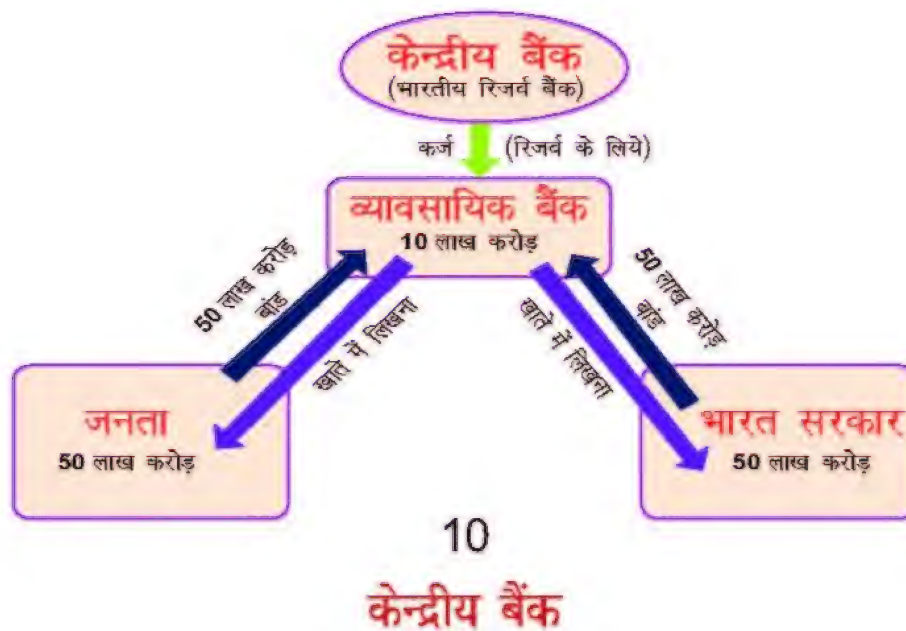 केन्द्रीय बैंक
(भारतीय रिजर्व बैंक)
कर्ज (रिजर्व के लिये)
व्यावसायिक बैंक
10 लाख करोड़
50 लाख करोड़
बांड
खाते में लिखना
खाते में लिखना
50 लाख करोड़
बांड
जनता
50 लाख करोड़
भारत सरकार
50 लाख करोड़
10
केन्द्रीय बैंक